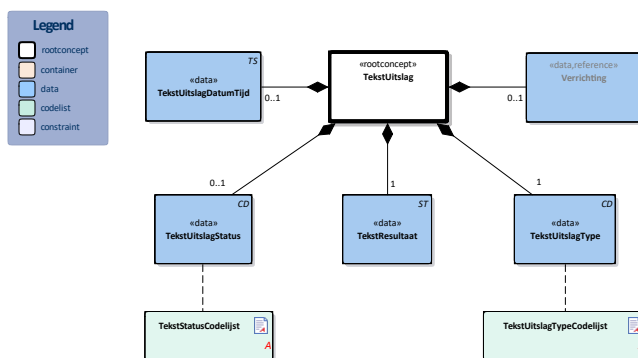 Legend
rootconcept
container
data
codelist
constraint
TS
«data»
TekstUitslagDatumTijd
0..1
«rootconcept»
TekstUitslag
«data,reference»
Verrichting
0..1
0..1
1
1
CD
«data»
TekstUitslagStatus
ST
«data»
TekstResultaat
CD
«data»
TekstUitslagType
TekstStatusCodelijst
A
TekstUitslagTypeCodelijst